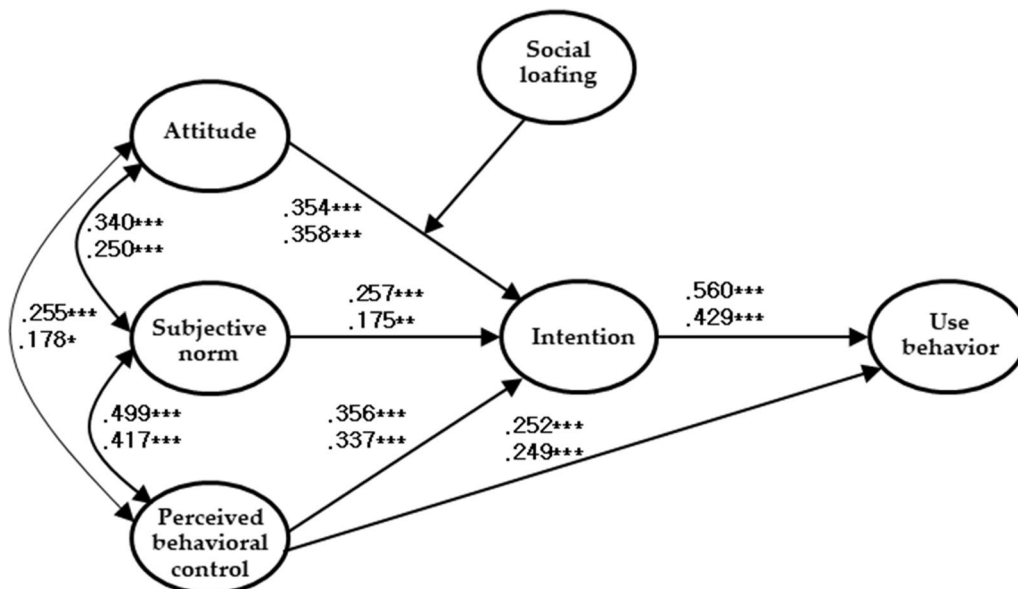 Social
loafing
Attitude
.354***
.358***
.340***
.250***
.257***
.175**
.560***
.429***
.255***
.178*
Subjective
norm
Intention
Use
behavior
.499***
.417***
.356***
.337***
.252***
.249***
Perceived
behavioral
control